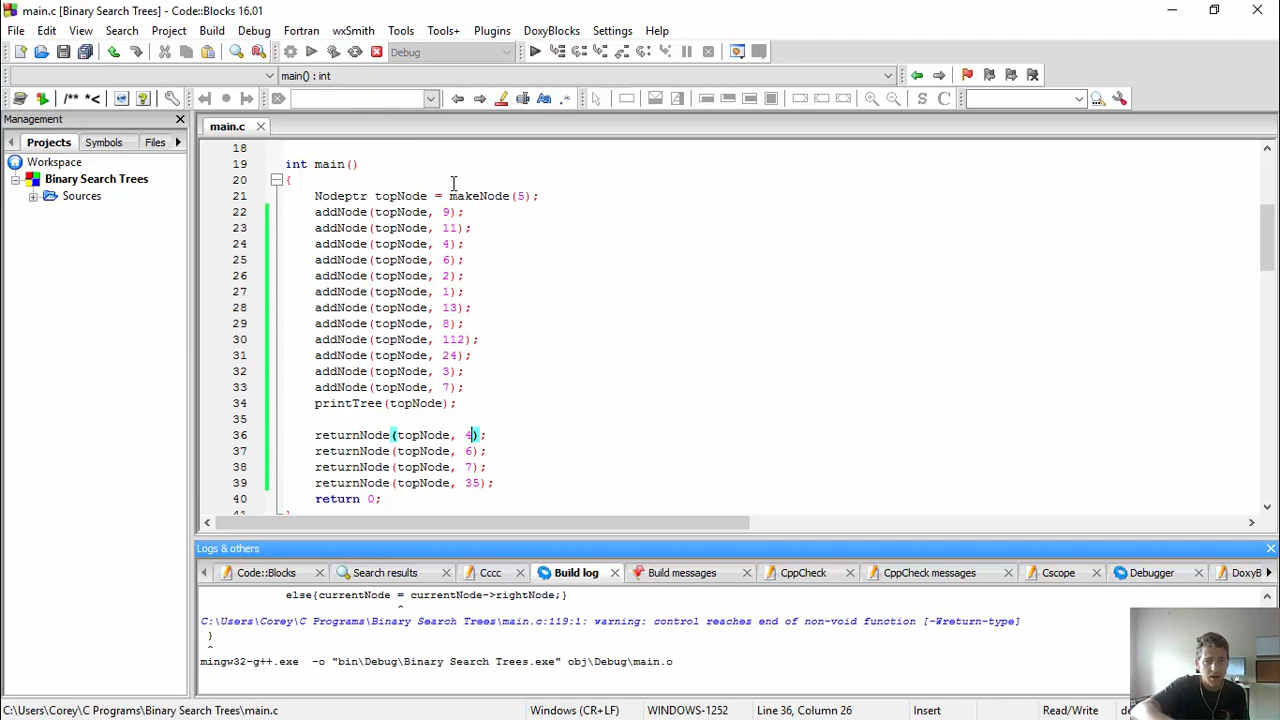 main.c [Binary Search Trees] - Code::Blocks 16.01
File Edit View Search Project Build Debug Fortran wxSmith Tools Tools+ Plugins DoxyBlocks Settings Help
Debug
main() : int
/** *<
S C
Management
main.c
Projects Symbols Files
Workspace
Binary Search Trees
Sources
18
19 int main()
20 {
21 Nodeptr topNode = makeNode(5);
22 addNode(topNode, 9);
23 addNode(topNode, 11);
24 addNode(topNode, 4);
25 addNode(topNode, 6);
26 addNode(topNode, 2);
27 addNode(topNode, 1);
28 addNode(topNode, 13);
29 addNode(topNode, 8);
30 addNode(topNode, 112);
31 addNode(topNode, 24);
32 addNode(topNode, 3);
33 addNode(topNode, 7);
34 printTree(topNode);
35
36 returnNode(topNode, 4);
37 returnNode(topNode, 6);
38 returnNode(topNode, 7);
39 returnNode(topNode, 35);
40 return 0;
41 }
Logs & others
Code::Blocks Search results Cccc Build log Build messages CppCheck CppCheck messages Cscope Debugger DoxyB
else{currentNode = currentNode->rightNode;}
^
C:\Users\Corey\C Programs\Binary Search Trees\main.c:119:1: warning: control reaches end of non-void function [-Wreturn-type]
}
^
mingw32-g++.exe -o "bin\Debug\Binary Search Trees.exe" obj\Debug\main.o
C:\Users\Corey\C Programs\Binary Search Trees\main.c Windows (CR+LF) WINDOWS-1252 Line 36, Column 26 Insert Read/Write de